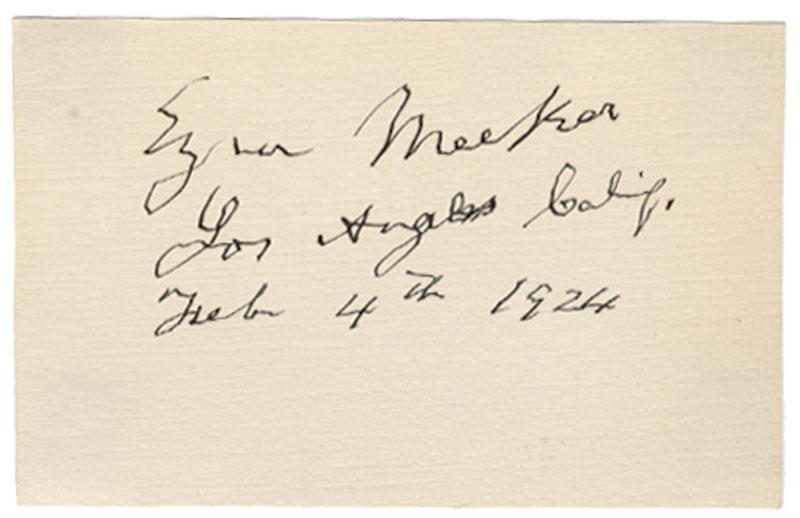 Ezra Meeker
Los Angeles Calif.
Feb 4th 1924